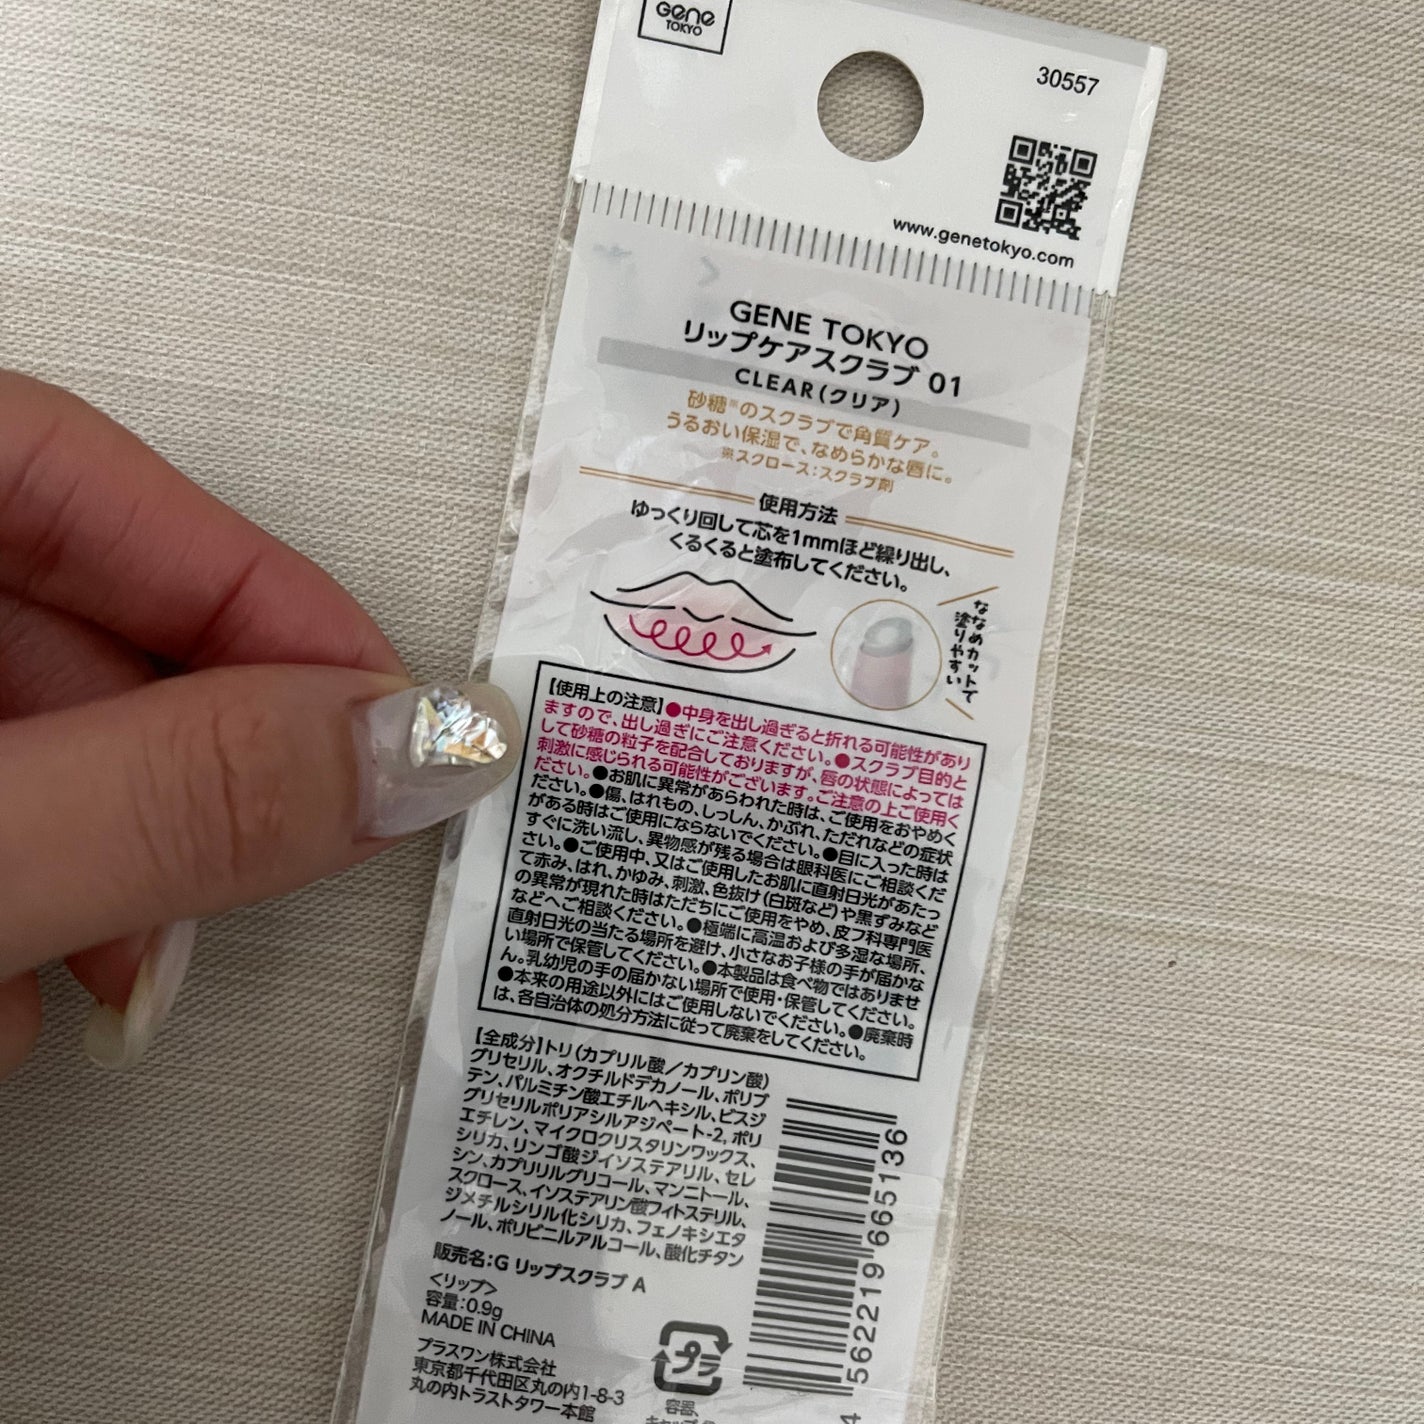 Gene
TOKYO
30557
www.genetokyo.com
GENE TOKYO
リップケアスクラブ 01
CLEAR(クリア)
砂糖※のスクラブで角質ケア。
うるおい保湿で、なめらかな唇に。
※スクロース:スクラブ剤
使用方法
ゆっくり回して芯を1mmほど繰り出し、
くるくると塗布してください。
ななめカットで
塗りやすい
【使用上の注意】●中身を出し過ぎると折れる可能性があり
ますので、出し過ぎにご注意ください。●スクラブ目的と
して砂糖の粒子を配合しておりますが、唇の状態によっては
刺激に感じられる可能性がございます。ご注意の上ご使用く
ださい。●お肌に異常があらわれた時は、ご使用をおやめく
ださい。●傷、はれもの、しっしん、かぶれ、ただれなどの症状
がある時はご使用にならないでください。●目に入った時は
すぐに洗い流し、異物感が残る場合は眼科医にご相談くだ
さい。●ご使用中、又はご使用したお肌に直射日光があたっ
て赤み、はれ、かゆみ、刺激、色抜け(白斑など)や黒ずみなど
の異常が現れた時はただちにご使用をやめ、皮フ科専門医
などへご相談ください。●極端に高温および多湿な場所、
直射日光の当たる場所を避け、小さなお子様の手が届かな
い場所で保管してください。●本製品は食べ物ではありませ
ん。乳幼児の手の届かない場所で使用・保管してください。
●本来の用途以外にはご使用しないでください。●廃棄時
は、各自治体の処分方法に従って廃棄をしてください。
【全成分】トリ(カプリル酸/カプリン酸)
グリセリル、オクチルドデカノール、ポリブ
テン、パルミチン酸エチルヘキシル、ビスジ
グリセリルポリアシルアジペート-2, ポリ
エチレン、マイクロクリスタリンワックス、
シリカ、リンゴ酸ジイソステアリル、セレ
シン、カプリリルグリコール、マンニトール、
スクロース、イソステアリン酸フィトステリル、
ジメチルシリル化シリカ、フェノキシエタ
ノール、ポリビニルアルコール、酸化チタン
販売名:G リップスクラブ A
<リップ>
容量:0.9g
MADE IN CHINA
プラスワン株式会社
東京都千代田区丸の内1-8-3
丸の内トラストタワー本館
プラ
容器、
4 562219 665136